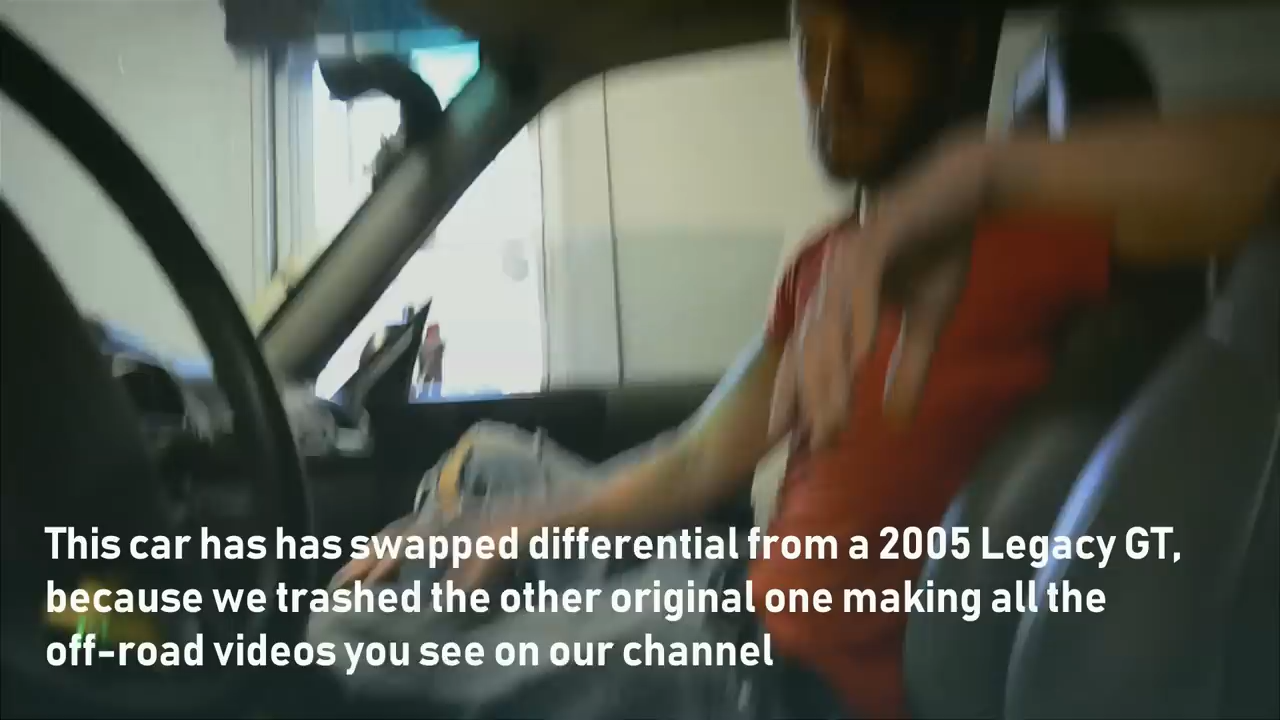 This car has has swapped differential from a 2005 Legacy GT,
because we trashed the other original one making all the
off-road videos you see on our channel